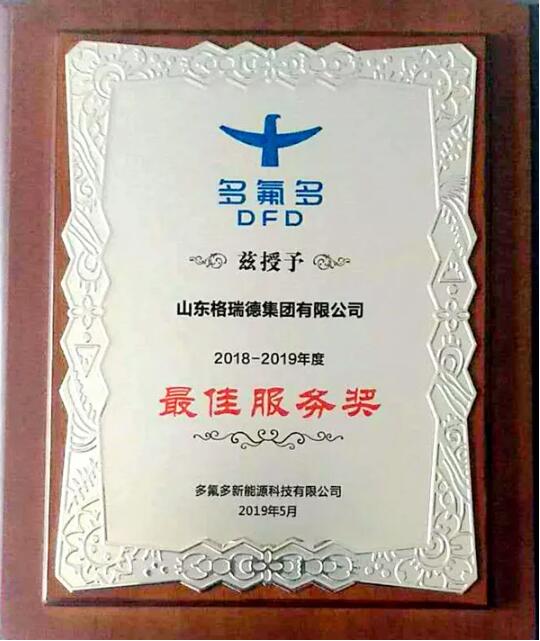 多氟多
DFD
兹授予
山东格瑞德集团有限公司
2018-2019年度
最佳服务奖
多氟多新能源科技有限公司
2019年5月